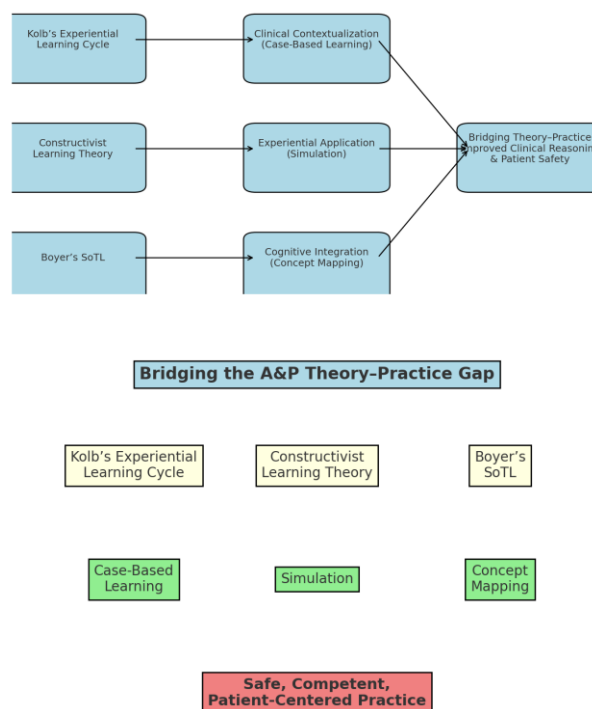 Kolb's Experiential
Learning Cycle
Clinical Contextualization
(Case-Based Learning)
Constructivist
Learning Theory
Experiential Application
(Simulation)
Bridging Theory–Practice
mproved Clinical Reasonin
& Patient Safety
Boyer's SoTL
Cognitive Integration
(Concept Mapping)
Bridging the A&P Theory–Practice Gap
Kolb's Experiential
Learning Cycle
Constructivist
Learning Theory
Boyer's
SoTL
Case-Based
Learning
Simulation
Concept
Mapping
Safe, Competent,
Patient-Centered Practice